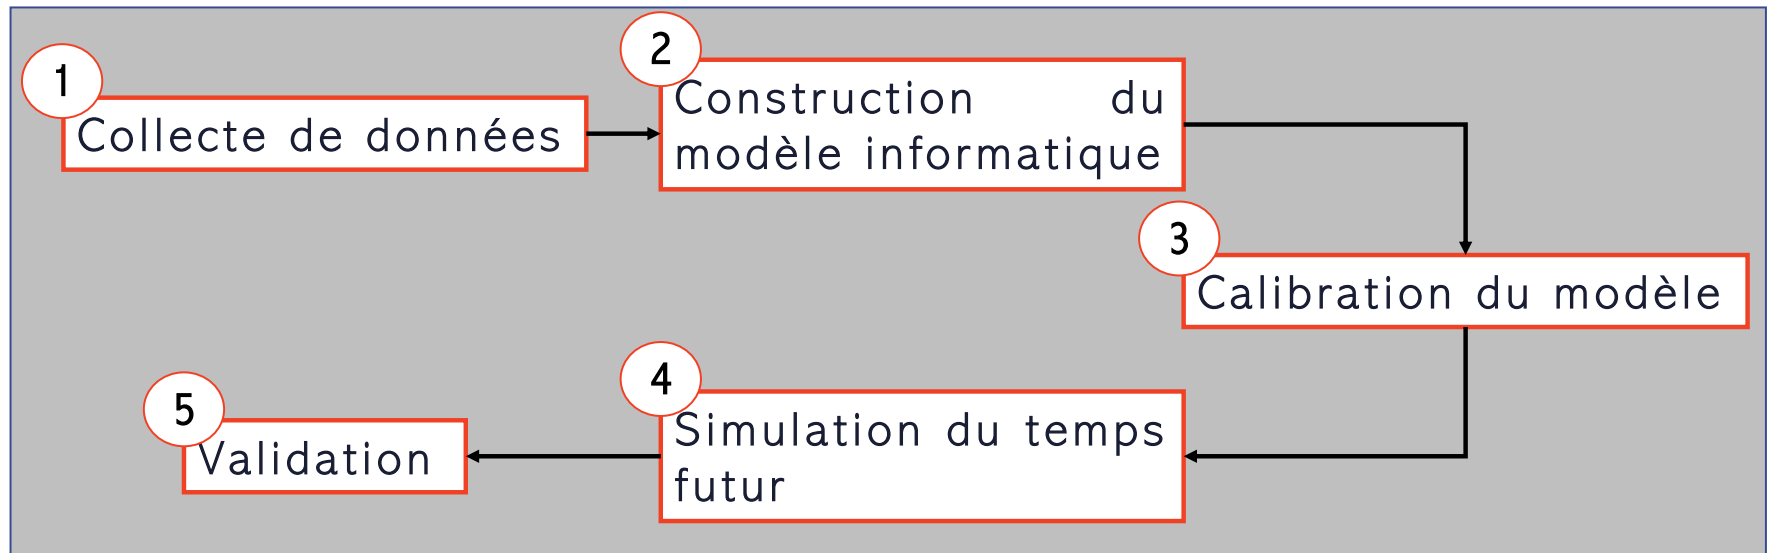 1
Collecte de données
2
Construction du
modèle informatique
3
Calibration du modèle
4
Simulation du temps
futur
5
Validation